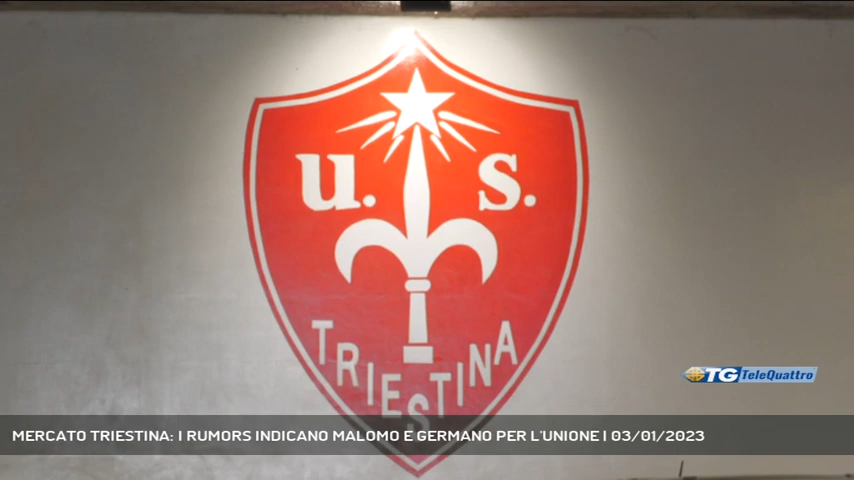 u. s.
TRIESTINA
TG TeleQuattro
MERCATO TRIESTINA: I RUMORS INDICANO MALOMO E GERMANO PER L'UNIONE | 03/01/2023